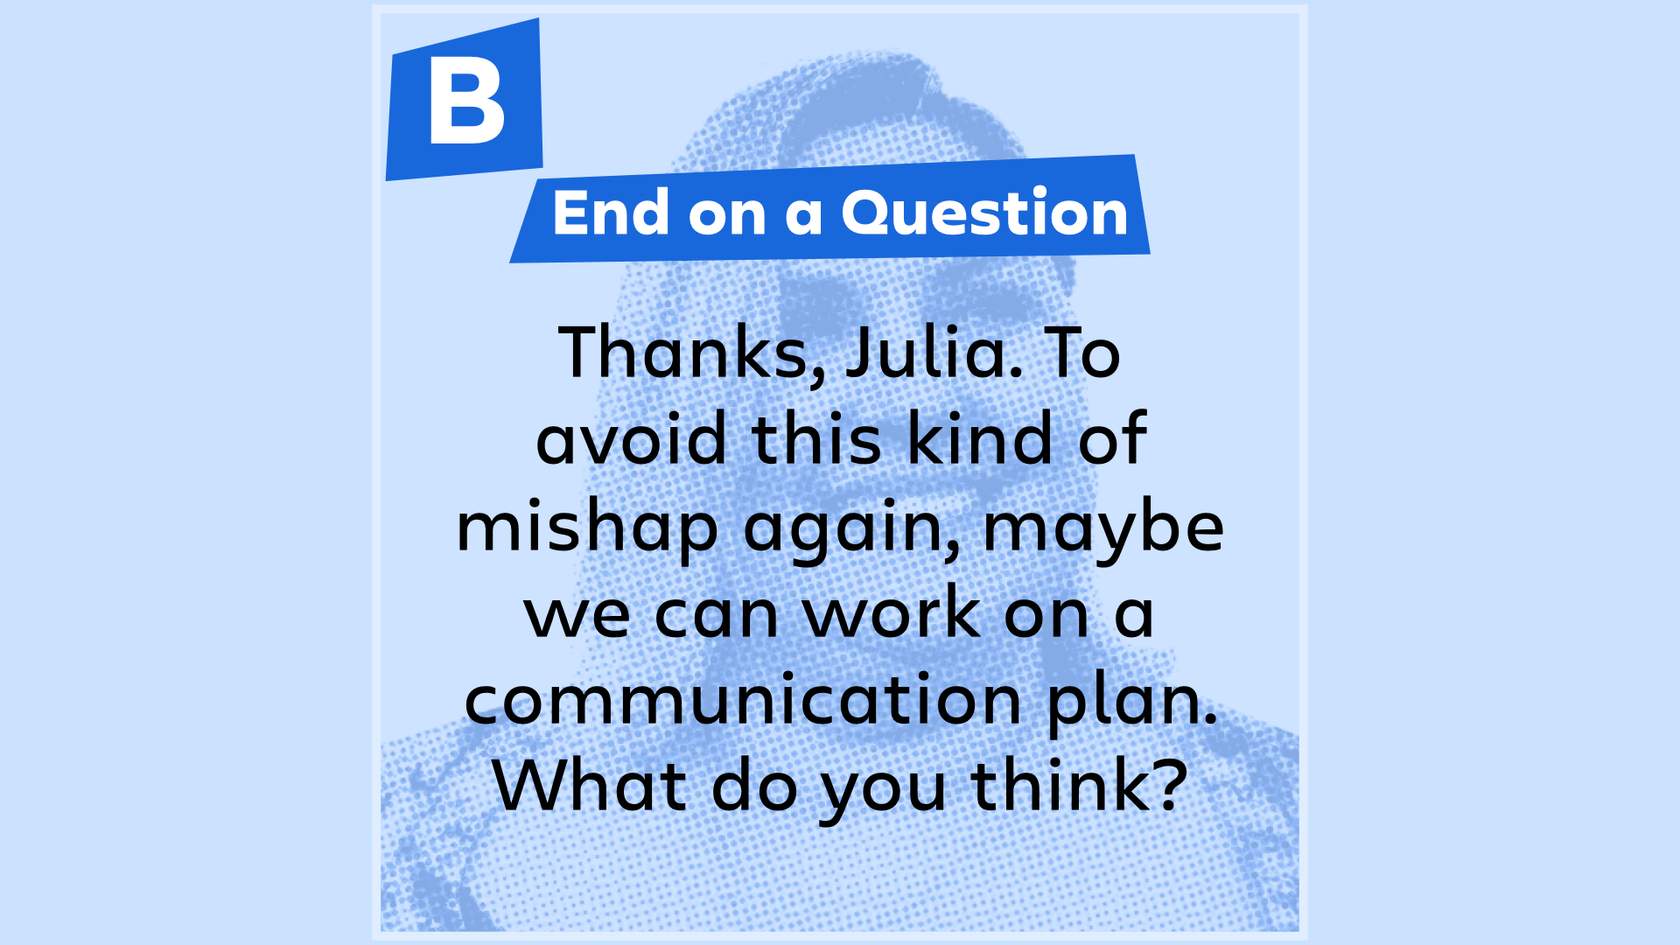 B
End on a Question
Thanks, Julia. To
avoid this kind of
mishap again, maybe
we can work on a
communication plan.
What do you think?